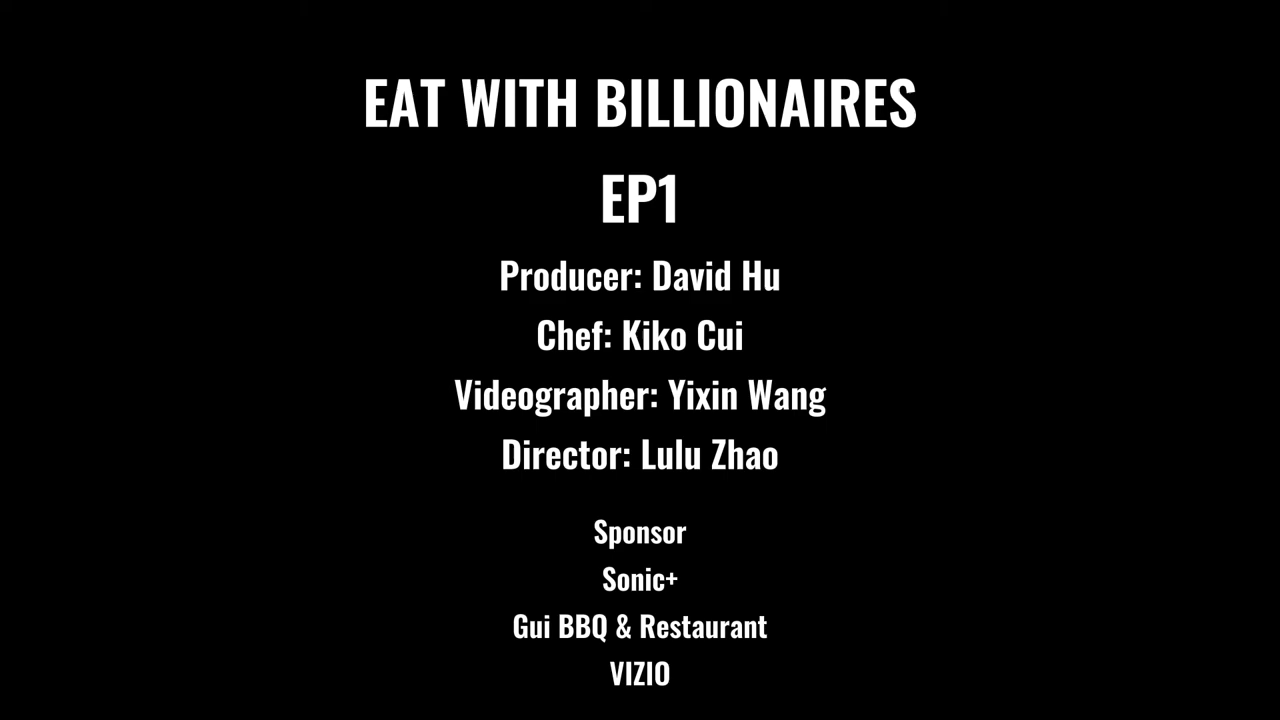 EAT WITH BILLIONAIRES
EP1
Producer: David Hu
Chef: Kiko Cui
Videographer: Yixin Wang
Director: Lulu Zhao
Sponsor
Sonic+
Gui BBQ & Restaurant
VIZIO